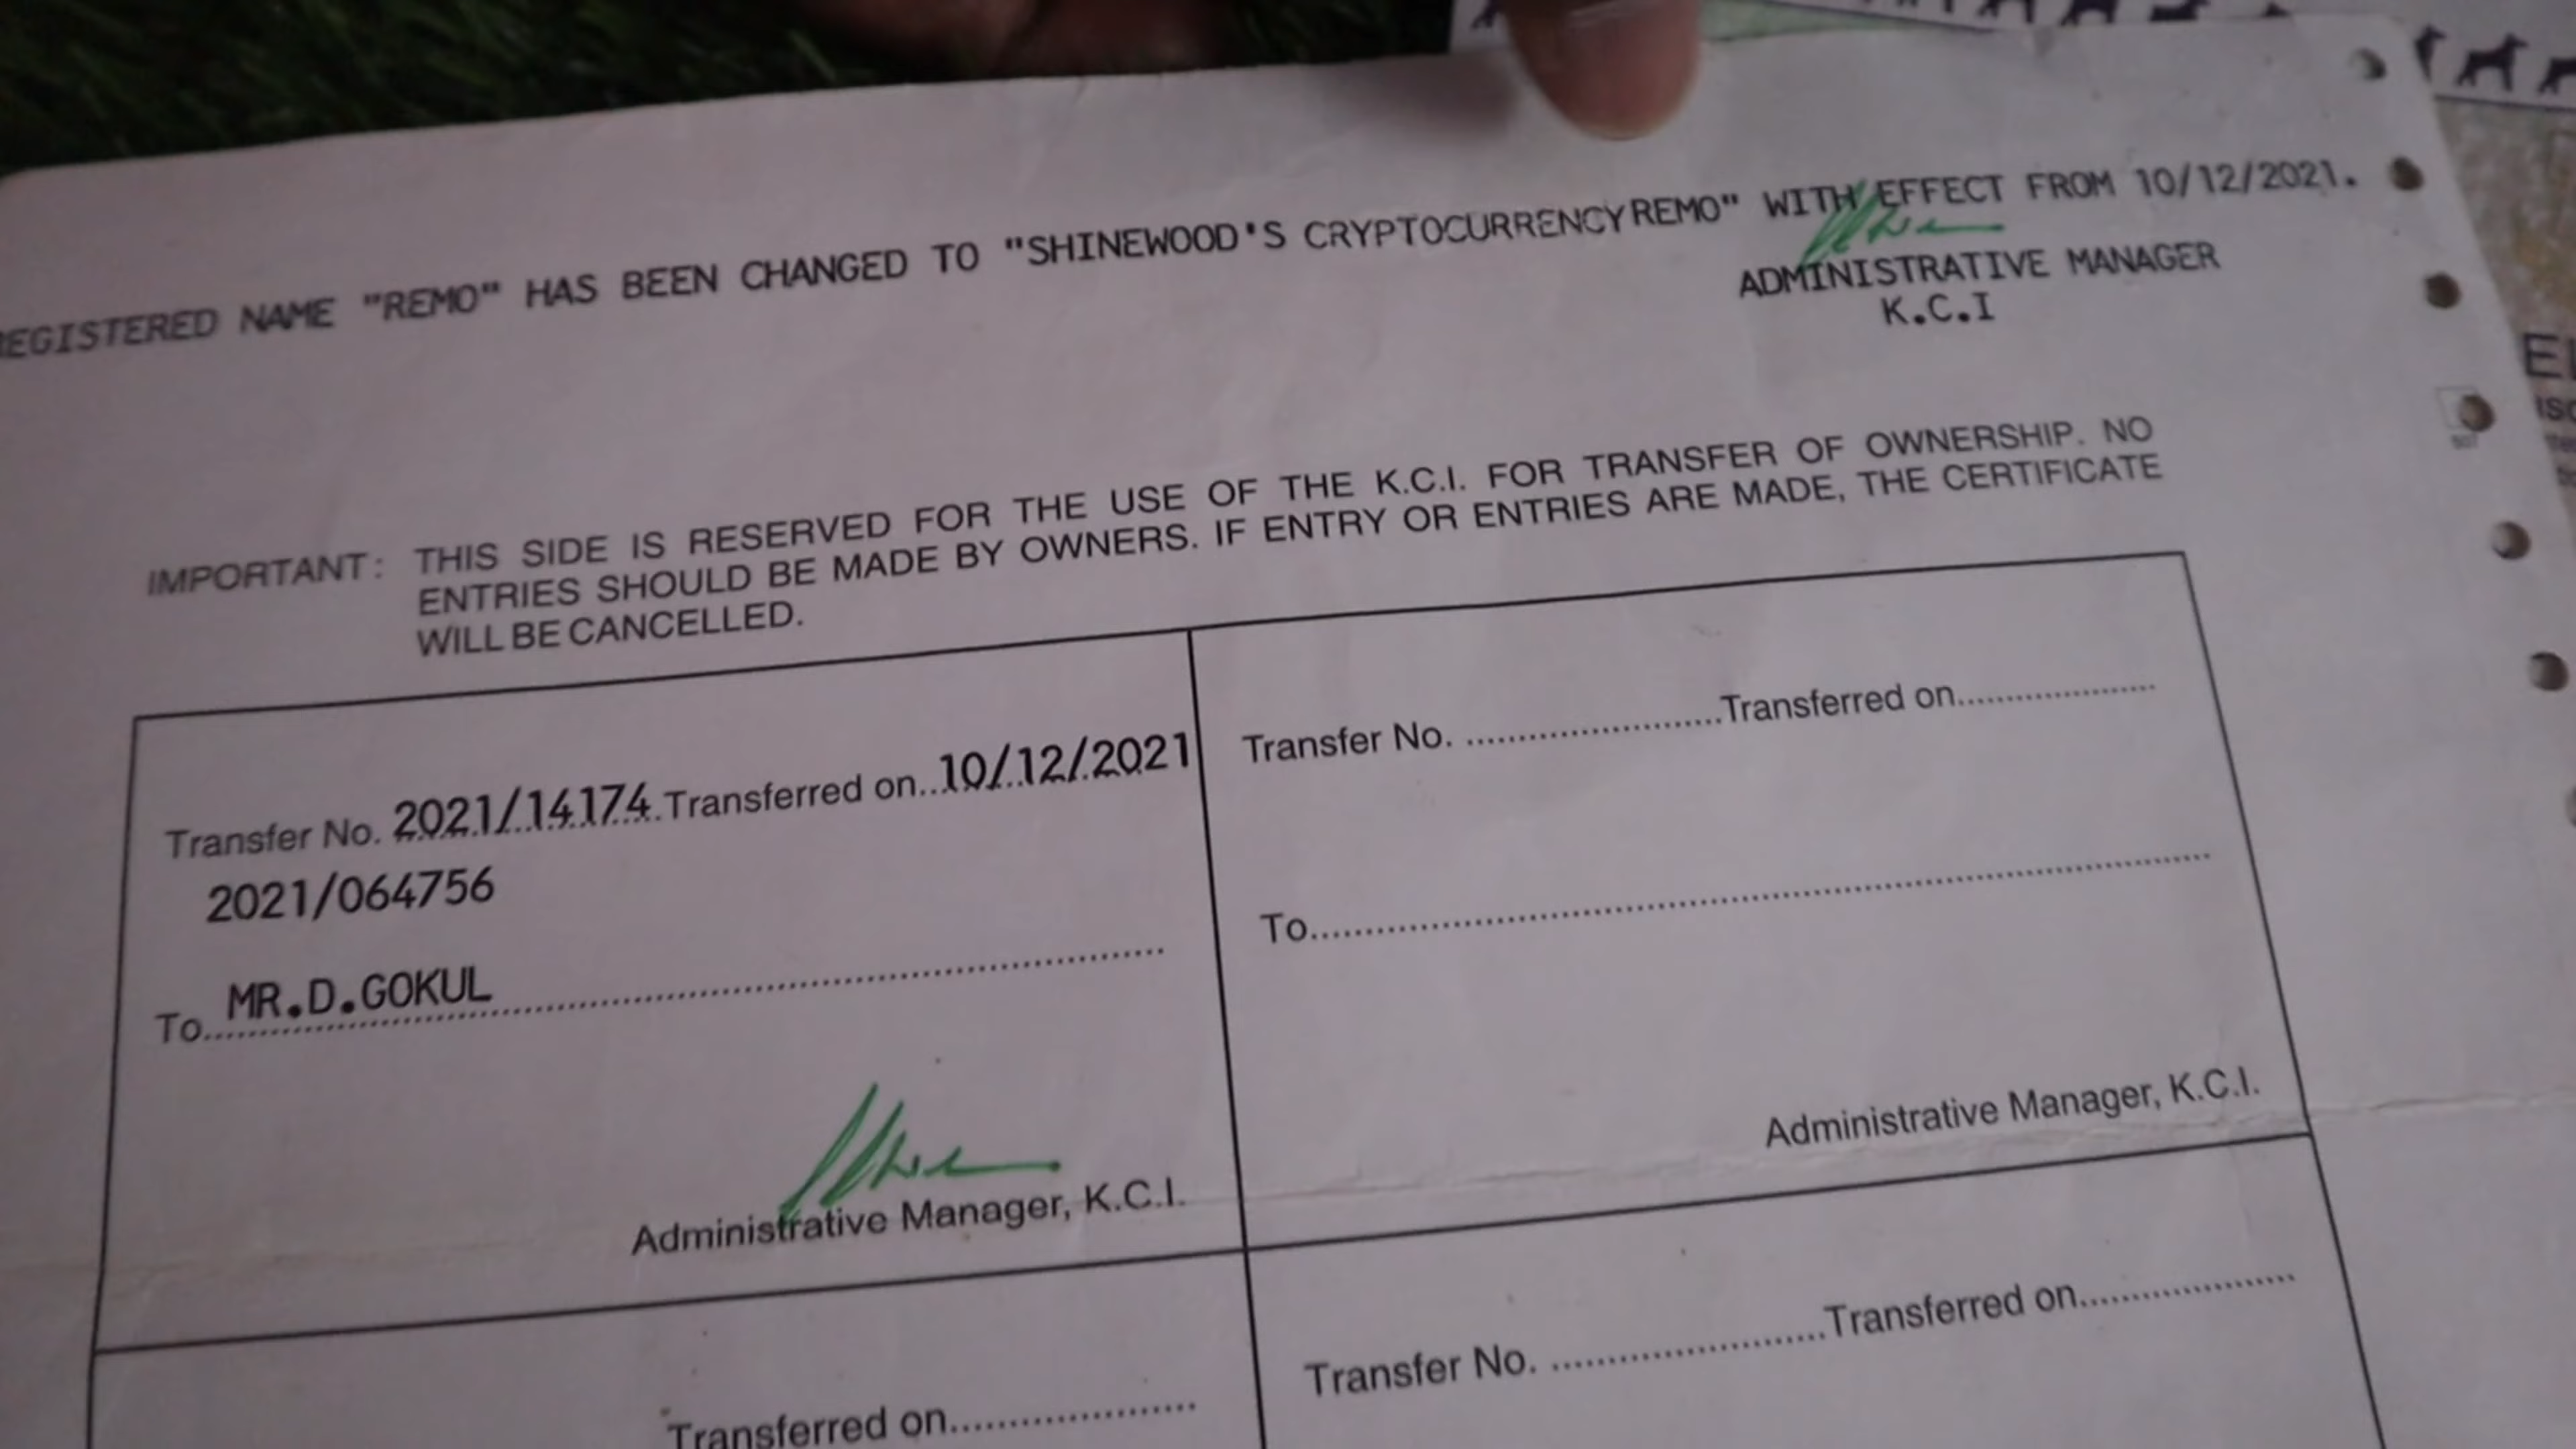 REGISTERED NAME "REMO" HAS BEEN CHANGED TO "SHINEWOOD'S CRYPTOCURRENCYREMO" WITH EFFECT FROM 10/12/2021.
ADMINISTRATIVE MANAGER
K.C.I
IMPORTANT: THIS SIDE IS RESERVED FOR THE USE OF THE K.C.I. FOR TRANSFER OF OWNERSHIP. NO
ENTRIES SHOULD BE MADE BY OWNERS. IF ENTRY OR ENTRIES ARE MADE, THE CERTIFICATE
WILL BE CANCELLED.
Transfer No. 2021/14174 Transferred on 10/12/2021
2021/064756
To MR.D.GOKUL
Administrative Manager, K.C.I.
Transfer No. Transferred on
To
Administrative Manager, K.C.I.
Transferred on
Transfer No. Transferred on